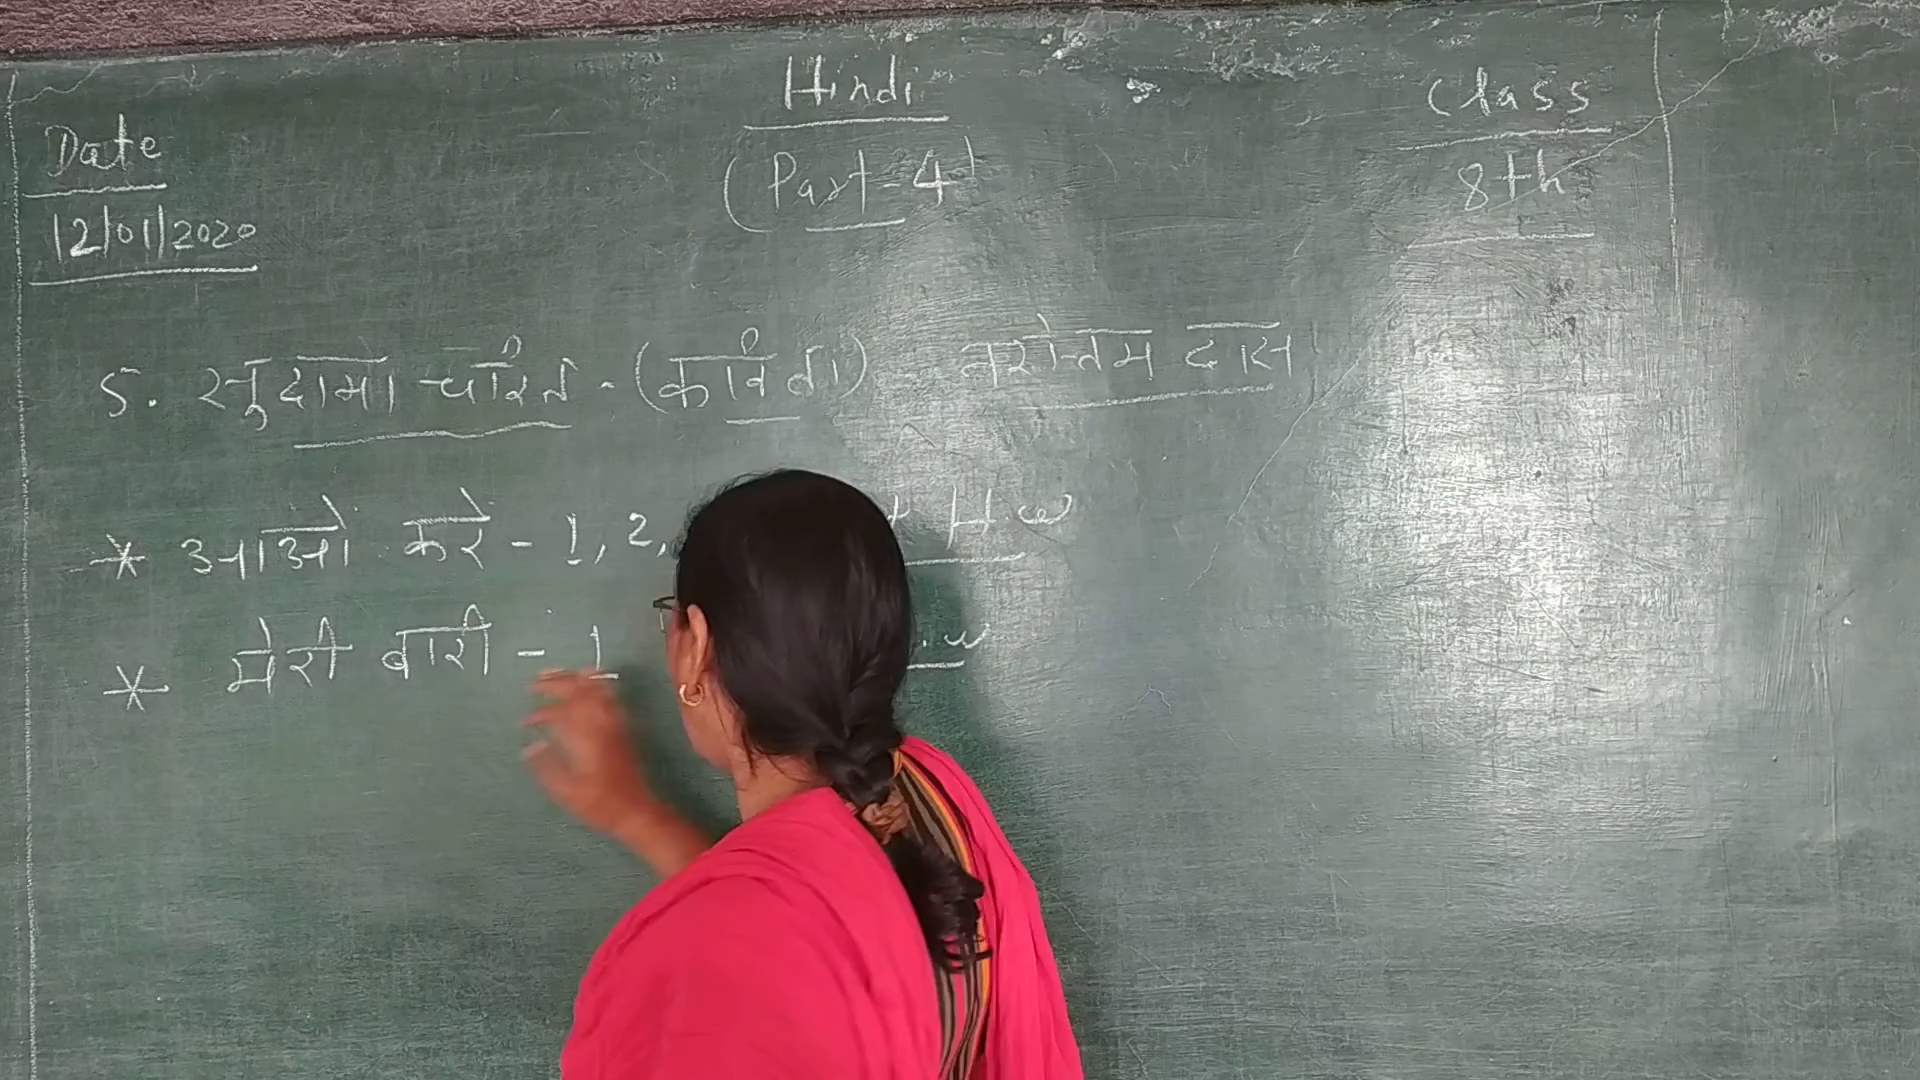 Hindi
Class
Date
(Part-4)
8th
12/01/2020
5. सुदामा चरित - (कविता) - नरोत्तम दास
* आओ करे - 1, 2, H.w
* मेरी बारी - 1 .w